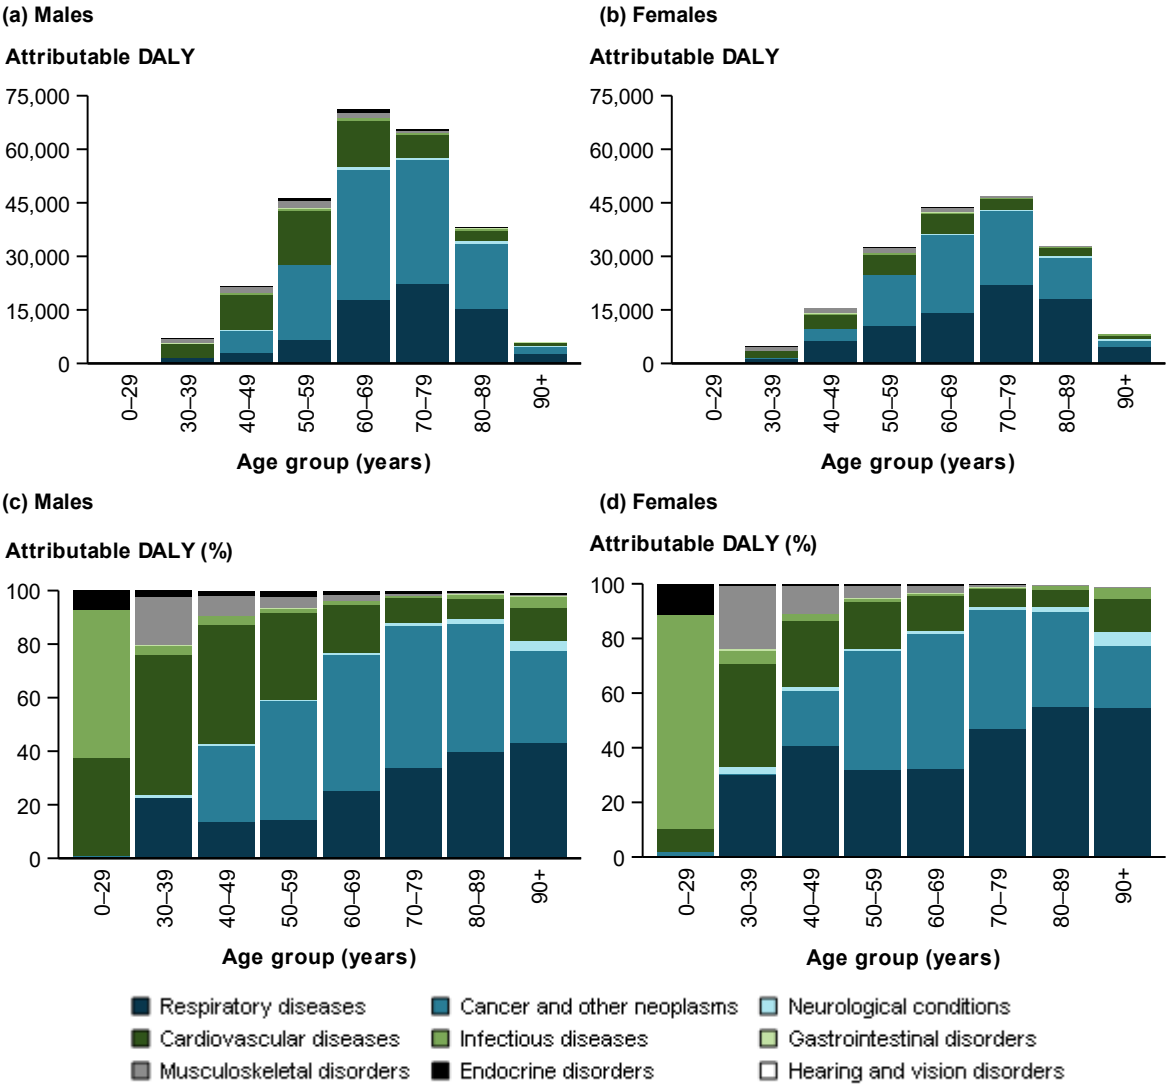 (a) Males
(b) Females
Attributable DALY
Attributable DALY
75,000
60,000
45,000
30,000
15,000
0
0–29
30–39
40–49
50–59
60–69
70–79
80–89
90+
Age group (years)
75,000
60,000
45,000
30,000
15,000
0
0–29
30–39
40–49
50–59
60–69
70–79
80–89
90+
Age group (years)
(c) Males
(d) Females
Attributable DALY (%)
Attributable DALY (%)
100
80
60
40
20
0
0–29
30–39
40–49
50–59
60–69
70–79
80–89
90+
Age group (years)
100
80
60
40
20
0
0–29
30–39
40–49
50–59
60–69
70–79
80–89
90+
Age group (years)
Respiratory diseases
Cancer and other neoplasms
Neurological conditions
Cardiovascular diseases
Infectious diseases
Gastrointestinal disorders
Musculoskeletal disorders
Endocrine disorders
Hearing and vision disorders